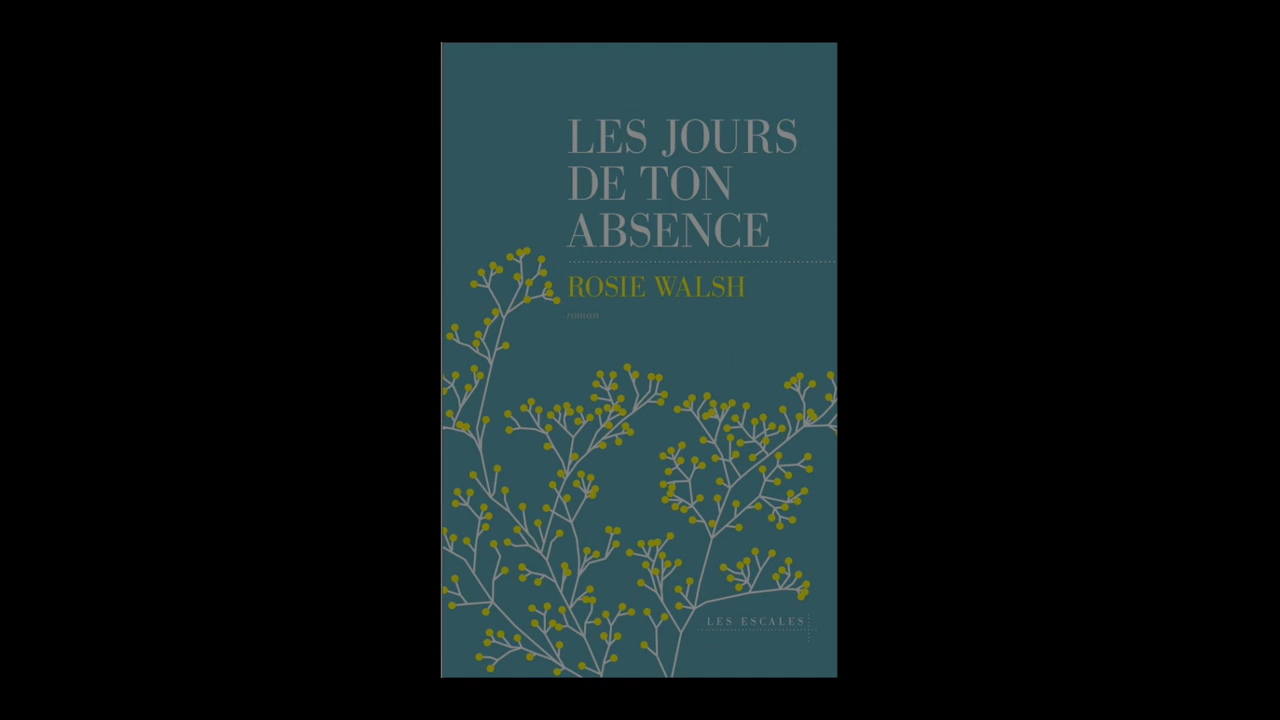 LES JOURS
DE TON
ABSENCE
ROSIE WALSH
roman
LES ESCALES